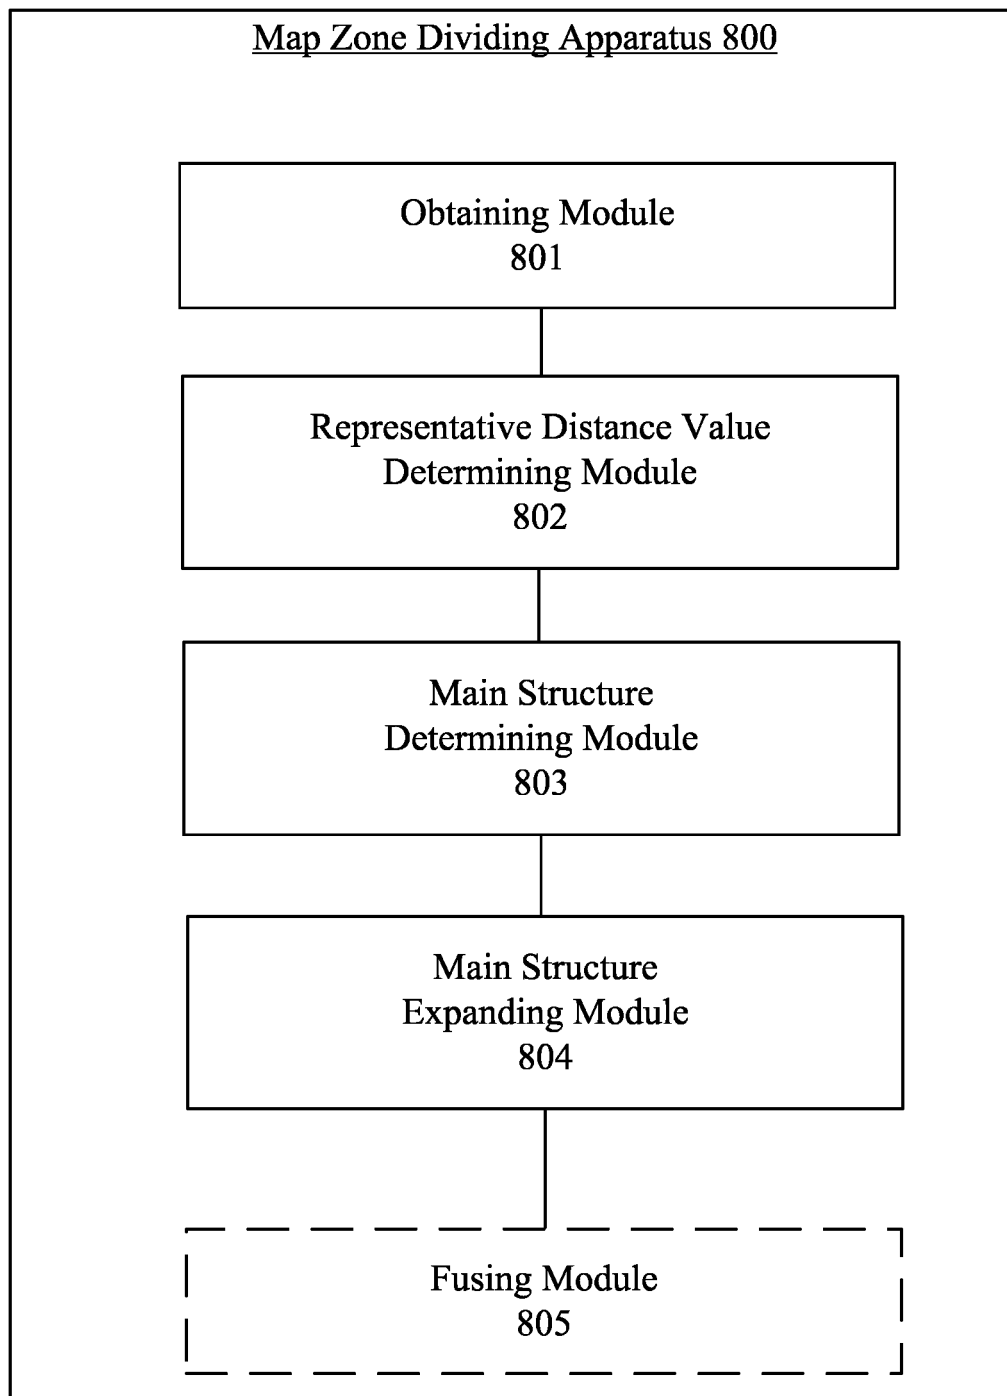 Map Zone Dividing Apparatus 800
Obtaining Module
801
Representative Distance Value
Determining Module
802
Main Structure
Determining Module
803
Main Structure
Expanding Module
804
Fusing Module
805